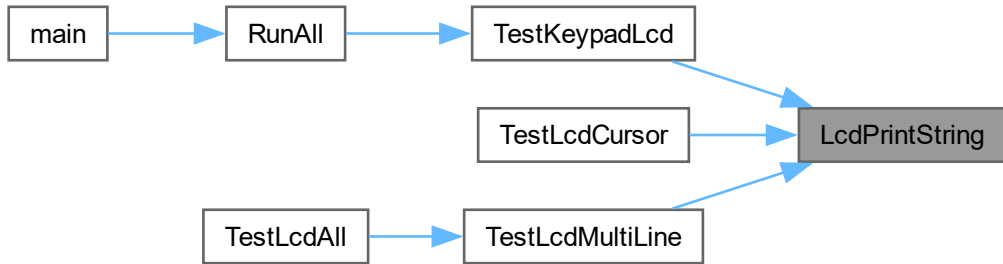 main
RunAll
TestKeypadLcd
TestLcdCursor
LcdPrintString
TestLcdAll
TestLcdMultiLine